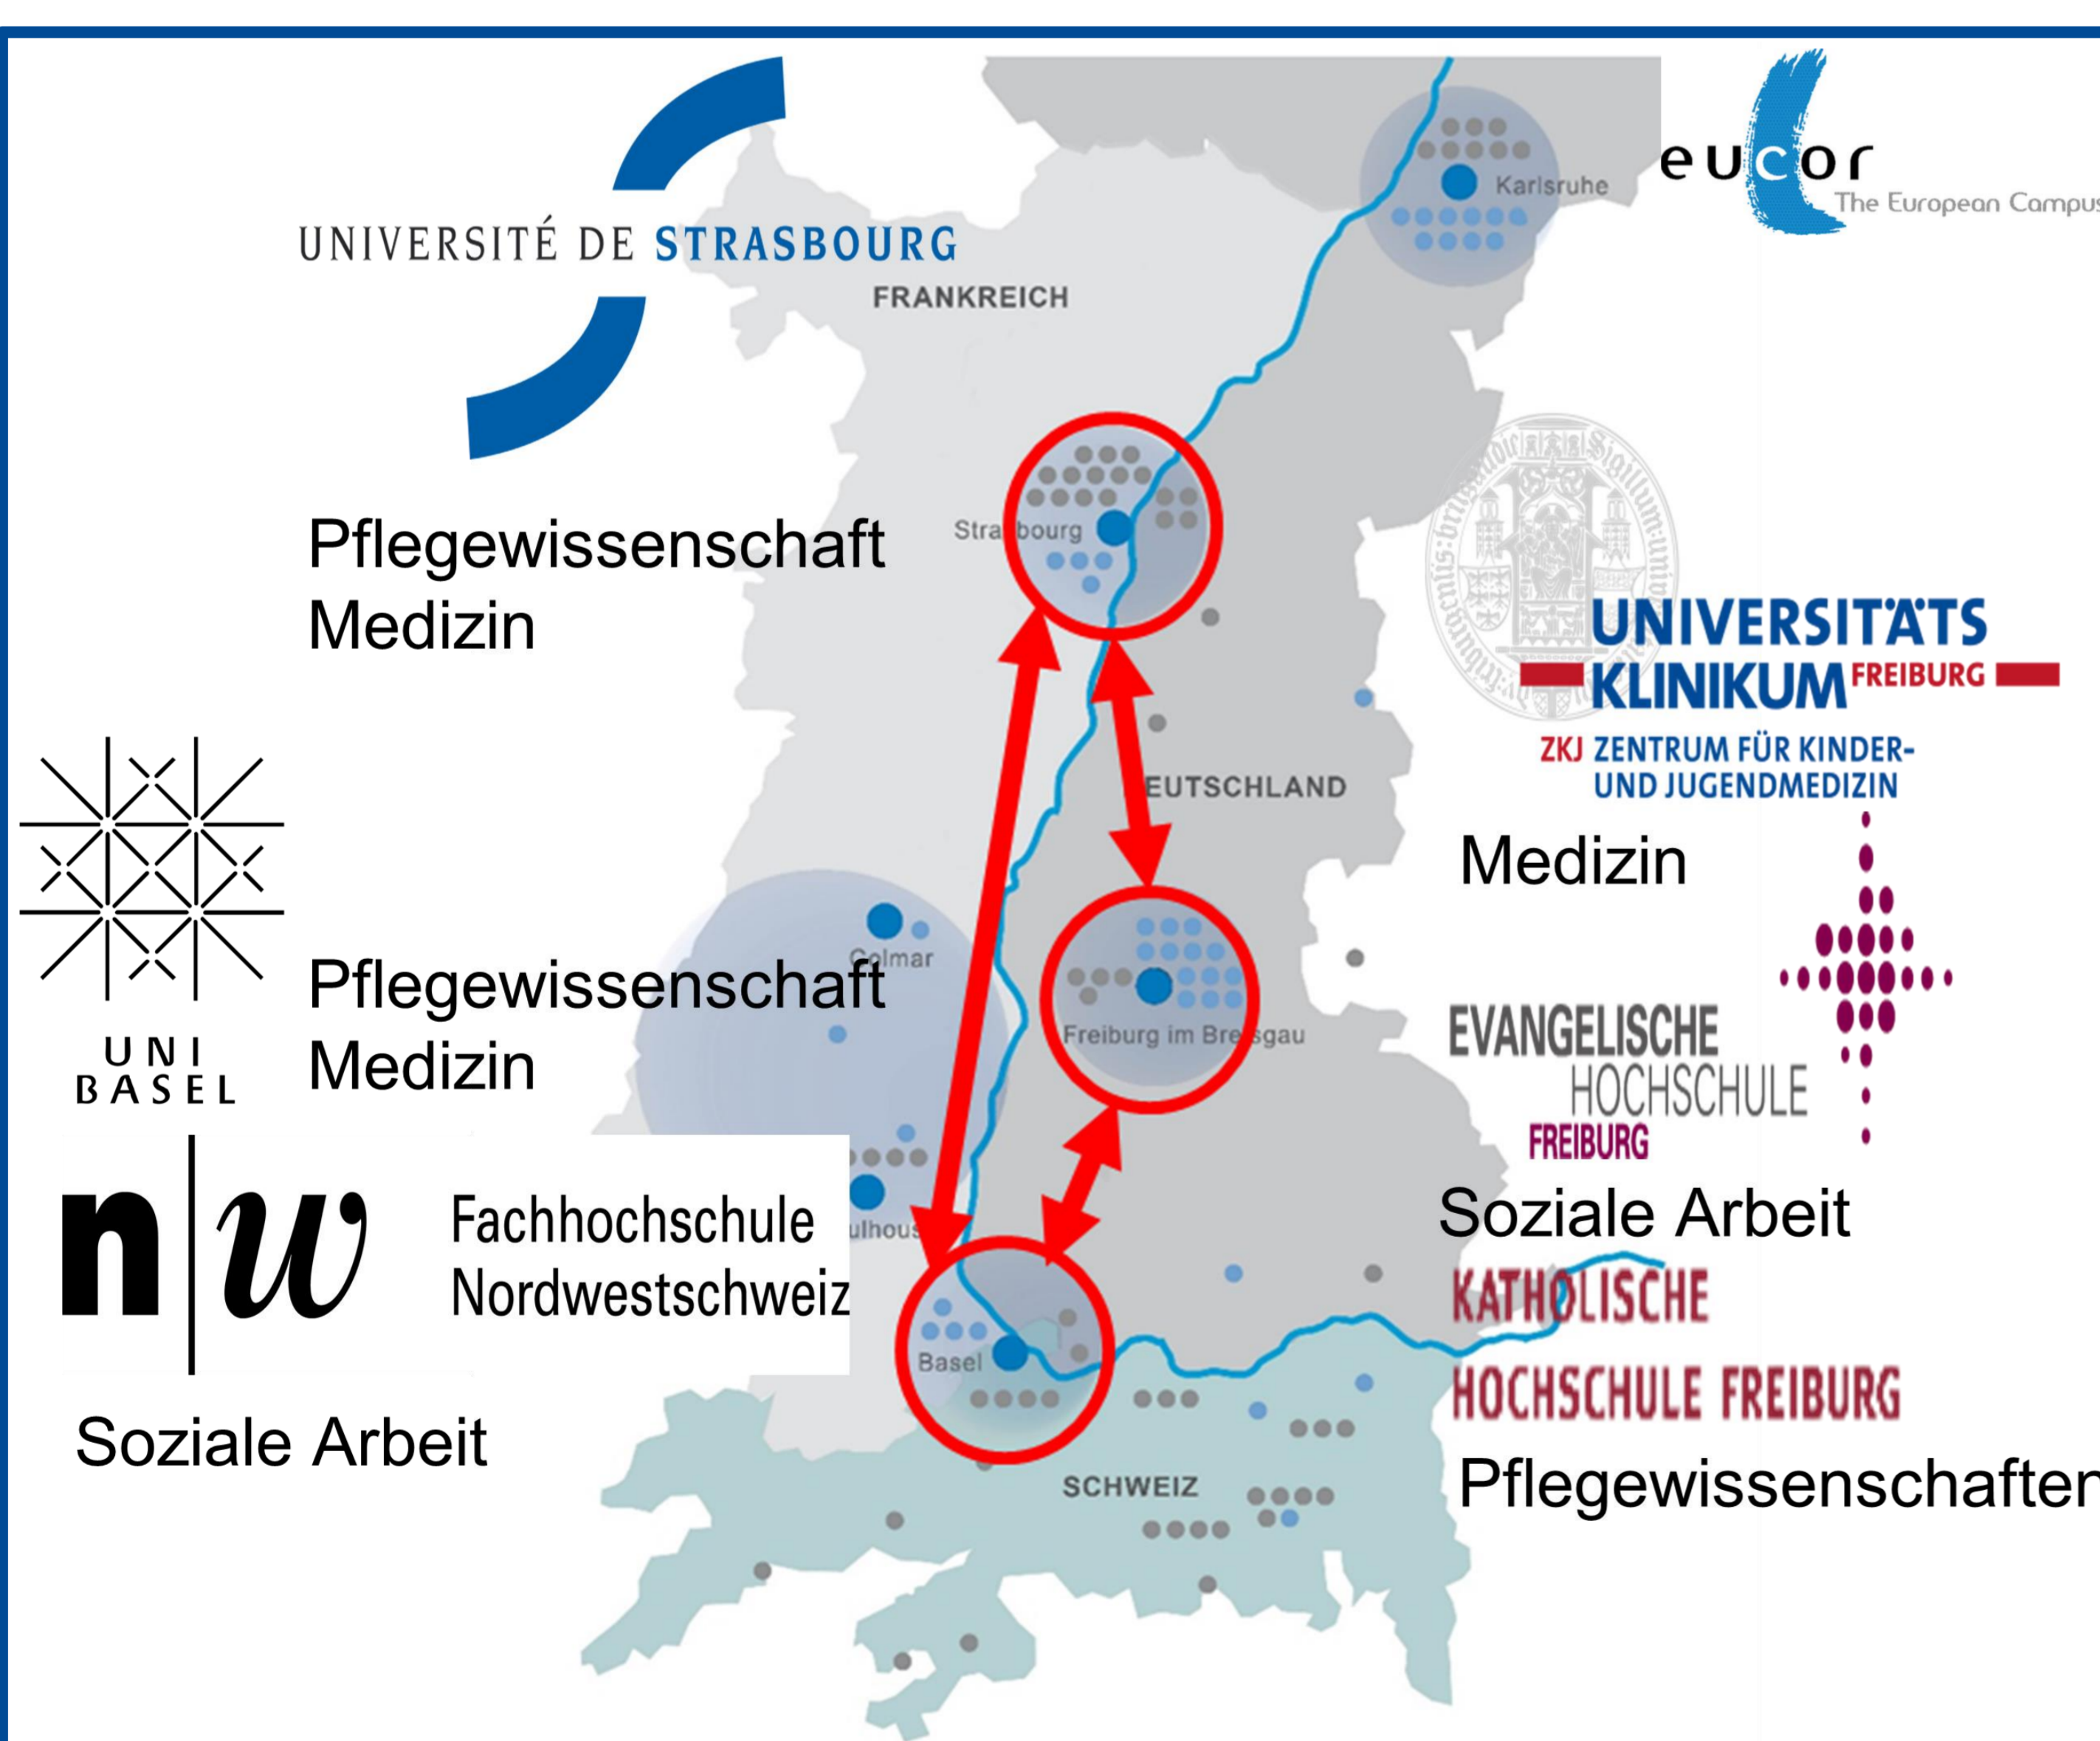 eucor
The European Campus
Karlsruhe
UNIVERSITÉ DE STRASBOURG
FRANKREICH
Pflegewissenschaft
Medizin
Strasbourg
UNIVERSITÄTS
KLINIKUM FREIBURG
ZKJ ZENTRUM FÜR KINDER-
UND JUGENDMEDIZIN
Medizin
EUTSCHLAND
UNI
BASEL
Pflegewissenschaft
Medizin
Colmar
Freiburg im Breisgau
EVANGELISCHE
HOCHSCHULE
FREIBURG
Soziale Arbeit
n|w
Fachhochschule
Nordwestschweiz
ulhous
Soziale Arbeit
Basel
SCHWEIZ
KATHOLISCHE
HOCHSCHULE FREIBURG
Pflegewissenschaften